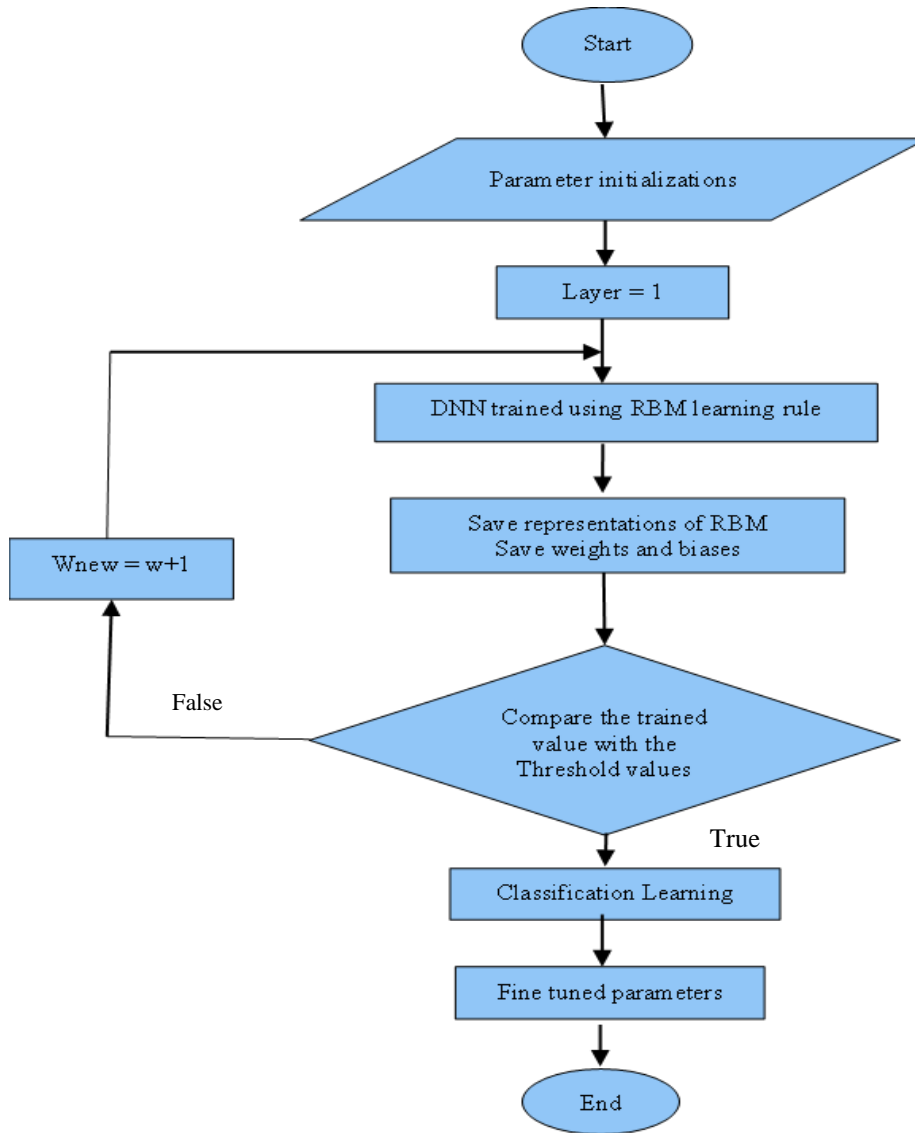 Start
Parameter initializations
Layer = 1
DNN trained using RBM learning rule
Save representations of RBM
Save weights and biases
Wnew = w+1
False
Compare the trained
value with the
Threshold values
True
Classification Learning
Fine tuned parameters
End